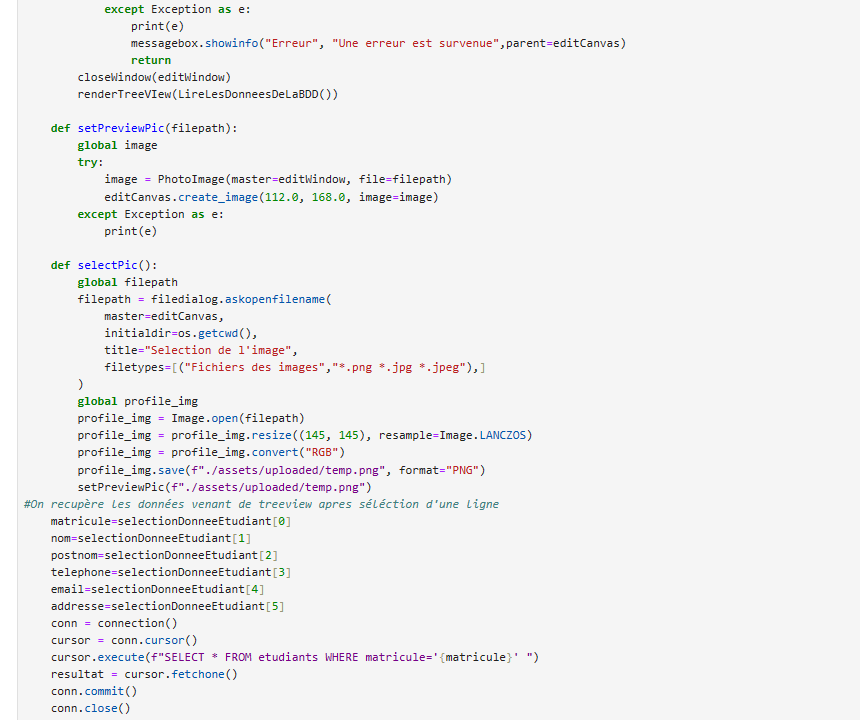 except Exception as e:
print(e)
messagebox.showinfo("Erreur", "Une erreur est survenue",parent=editCanvas)
return
closeWindow(editWindow)
renderTreeVIew(LireLesDonneesDeLaBDD())
def setPreviewPic(filepath):
global image
try:
image = PhotoImage(master=editWindow, file=filepath)
editCanvas.create_image(112.0, 168.0, image=image)
except Exception as e:
print(e)
def selectPic():
global filepath
filepath = filedialog.askopenfilename(
master=editCanvas,
initialdir=os.getcwd(),
title="Selection de l'image",
filetypes=[("Fichiers des images","*.png *.jpg *.jpeg"),]
)
global profile_img
profile_img = Image.open(filepath)
profile_img = profile_img.resize((145, 145), resample=Image.LANCZOS)
profile_img = profile_img.convert("RGB")
profile_img.save(f"./assets/uploaded/temp.png", format="PNG")
setPreviewPic(f"./assets/uploaded/temp.png")
#On recupère les données venant de treeview apres séléction d'une ligne
matricule=selectionDonneeEtudiant[0]
nom=selectionDonneeEtudiant[1]
postnom=selectionDonneeEtudiant[2]
telephone=selectionDonneeEtudiant[3]
email=selectionDonneeEtudiant[4]
addresse=selectionDonneeEtudiant[5]
conn = connection()
cursor = conn.cursor()
cursor.execute(f"SELECT * FROM etudiants WHERE matricule='{matricule}' ")
resultat = cursor.fetchone()
conn.commit()
conn.close()